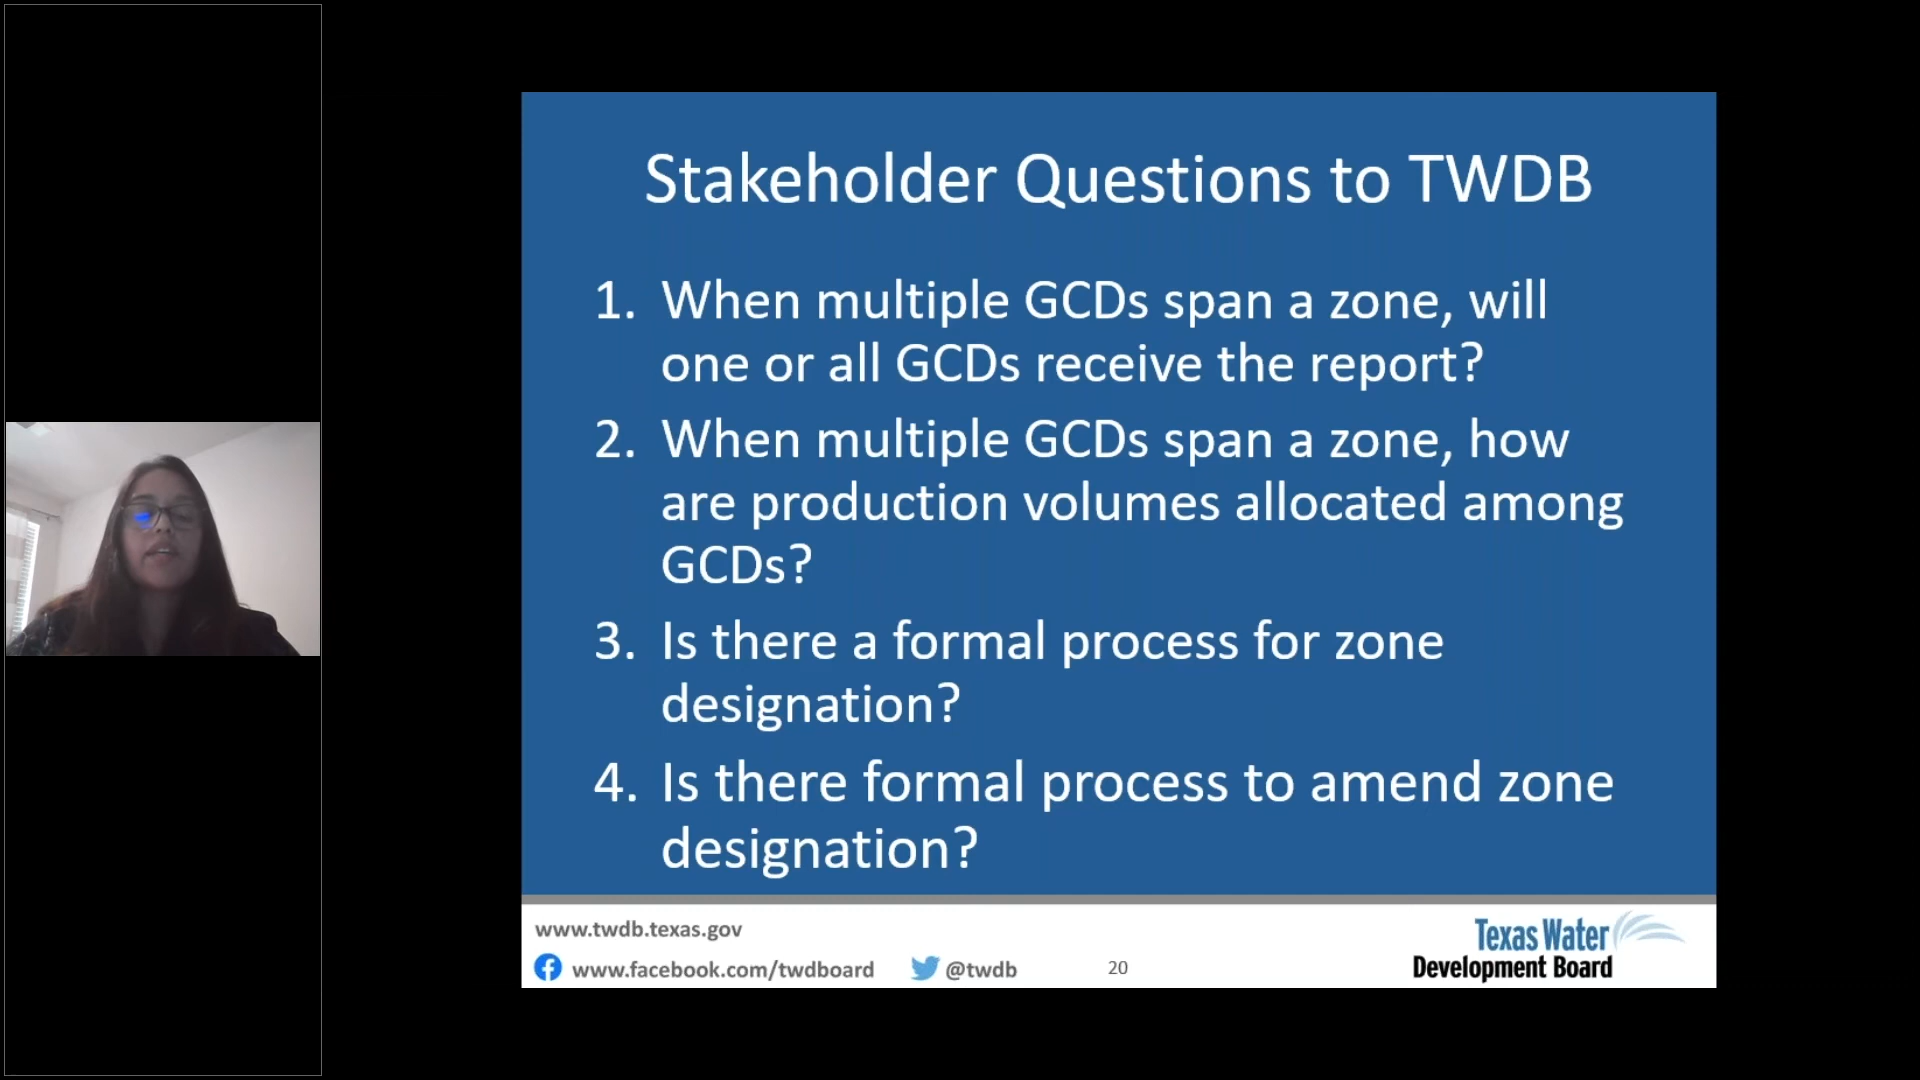 Stakeholder Questions to TWDB
1. When multiple GCDs span a zone, will
one or all GCDs receive the report?
2. When multiple GCDs span a zone, how
are production volumes allocated among
GCDs?
3. Is there a formal process for zone
designation?
4. Is there formal process to amend zone
designation?
www.twdb.texas.gov
www.facebook.com/twdboard @twdb 20
Texas Water
Development Board